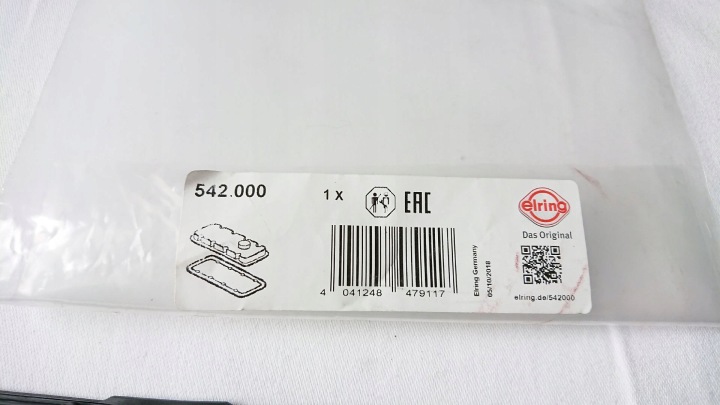 542.000
1 X
EAC
elring
Das Original
4 041248 479117
Elring Germany
05/10/2018
elring.de/542000